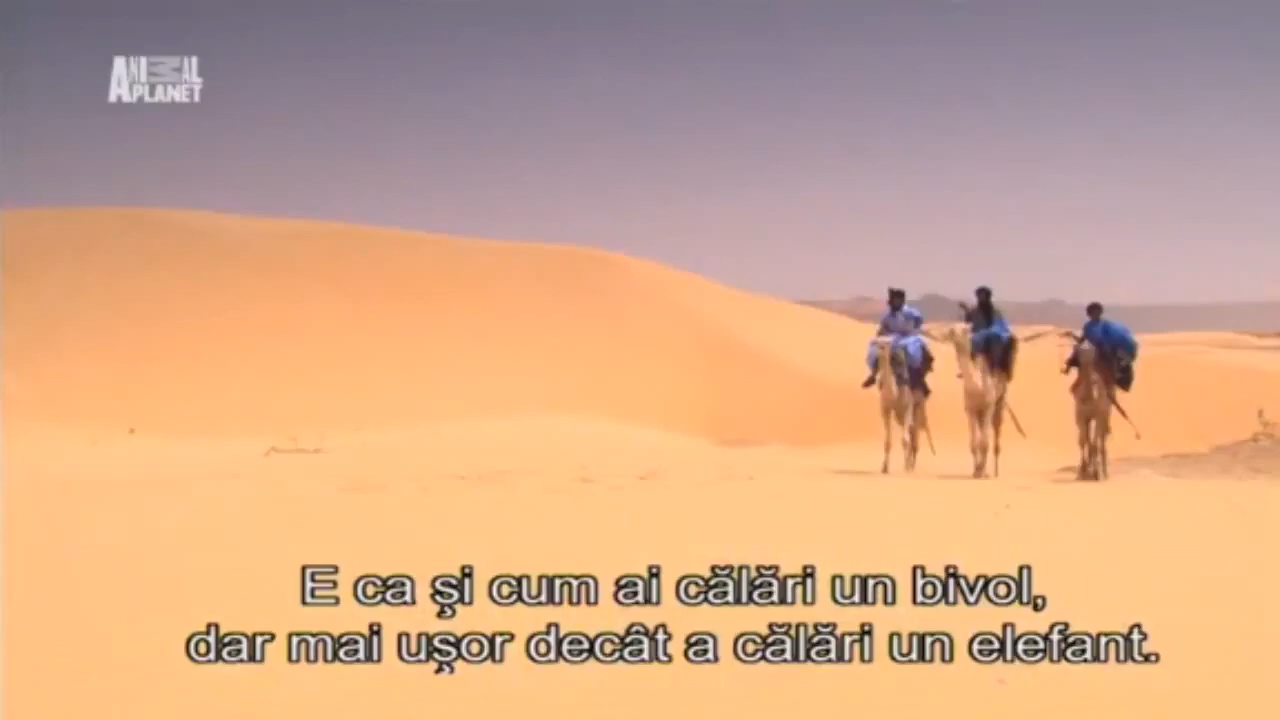 ANIMAL
PLANET
E ca şi cum ai călări un bivol,
dar mai uşor decât a călări un elefant.